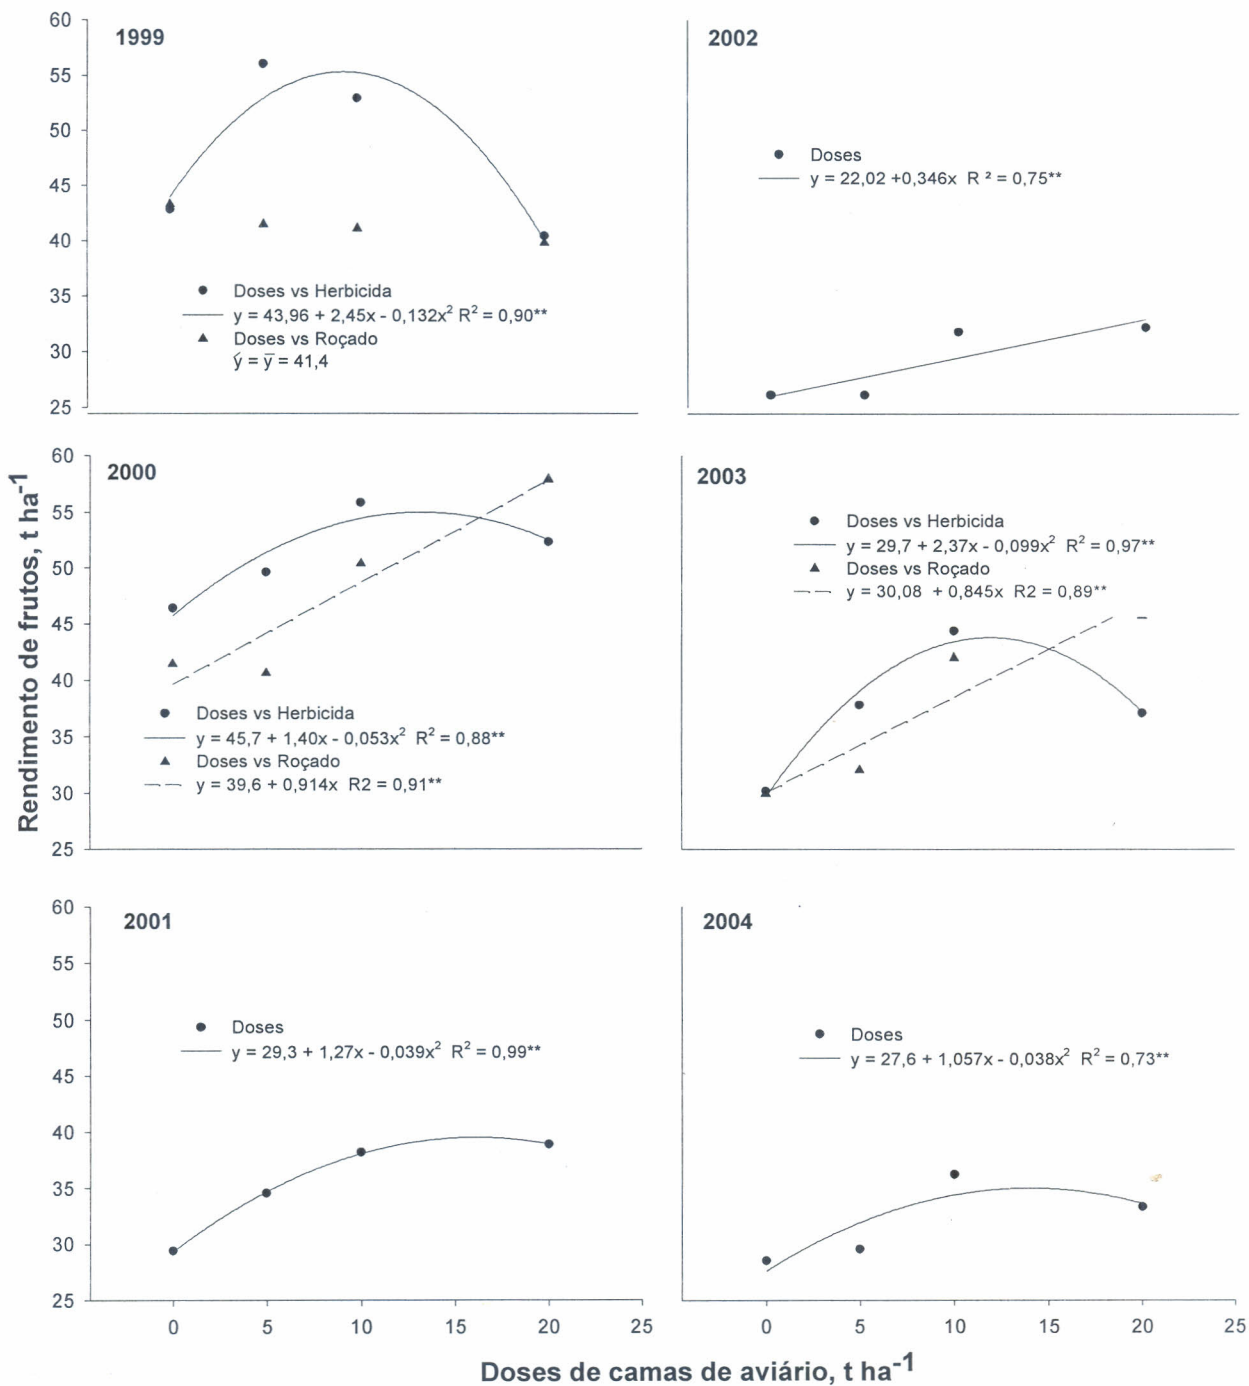 Rendimento de frutos, t ha-1
1999
60
55
50
45
40
35
30
25
Doses vs Herbicida
y = 43,96 + 2,45x - 0,132x² R² = 0,90**
Doses vs Roçado
ý = ȳ = 41,4
2002
Doses
y = 22,02 +0,346x R ² = 0,75**
2000
60
55
50
45
40
35
30
25
Doses vs Herbicida
y = 45,7 + 1,40x - 0,053x² R² = 0,88**
Doses vs Roçado
y = 39,6 + 0,914x R2 = 0,91**
2003
Doses vs Herbicida
y = 29,7 + 2,37x - 0,099x² R² = 0,97**
Doses vs Roçado
y = 30,08 + 0,845x R2 = 0,89**
2001
60
55
50
45
40
35
30
25
Doses
y = 29,3 + 1,27x - 0,039x² R² = 0,99**
0 5 10 15 20 25
2004
Doses
y = 27,6 + 1,057x - 0,038x² R² = 0,73**
0 5 10 15 20 25
Doses de camas de aviário, t ha-1